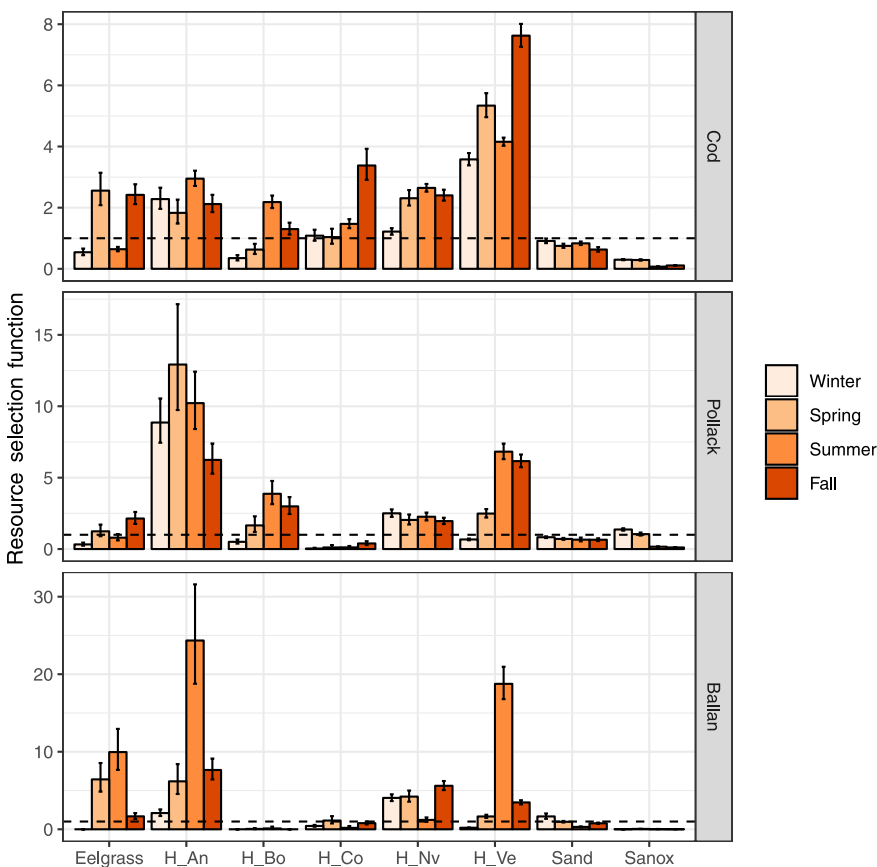 Resource selection function
8
6
4
2
0
Cod
15
10
5
0
Pollack
30
20
10
0
Ballan
Eelgrass H_An H_Bo H_Co H_Nv H_Ve Sand Sanox
Winter
Spring
Summer
Fall